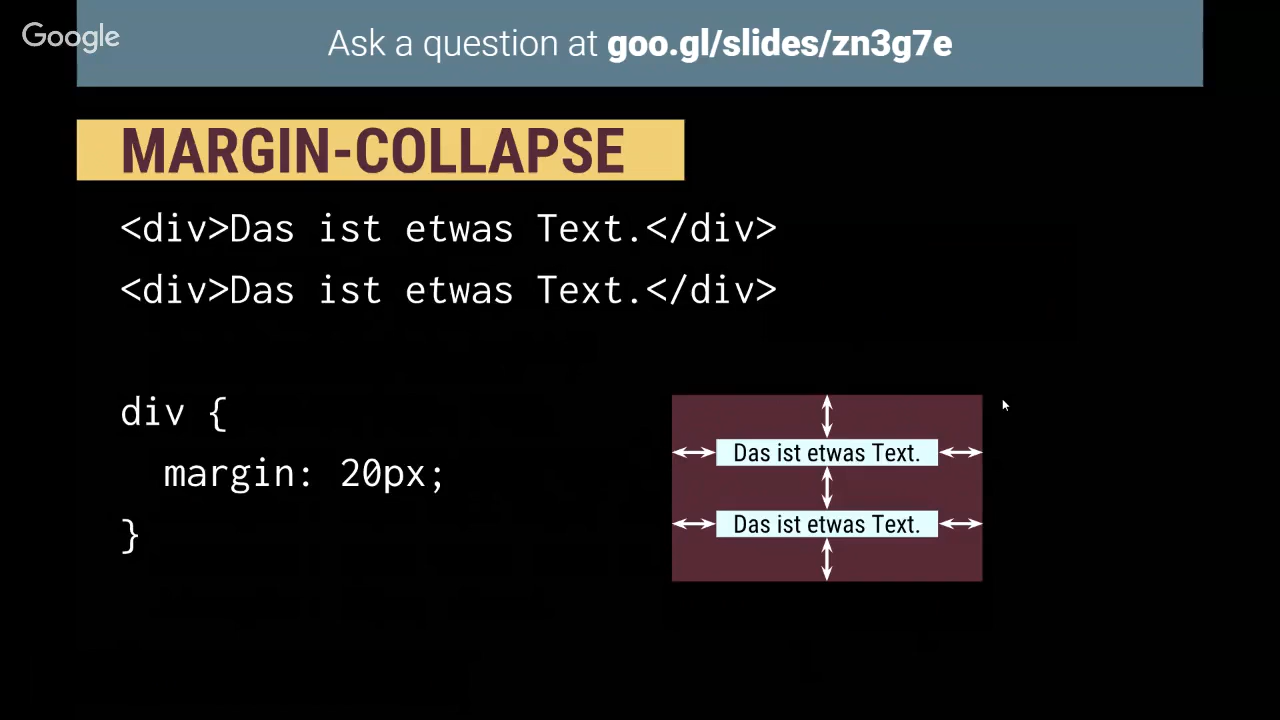 Google
Ask a question at goo.gl/slides/zn3g7e
MARGIN-COLLAPSE
<div>Das ist etwas Text.</div>
<div>Das ist etwas Text.</div>
div {
margin: 20px;
}
Das ist etwas Text.
Das ist etwas Text.